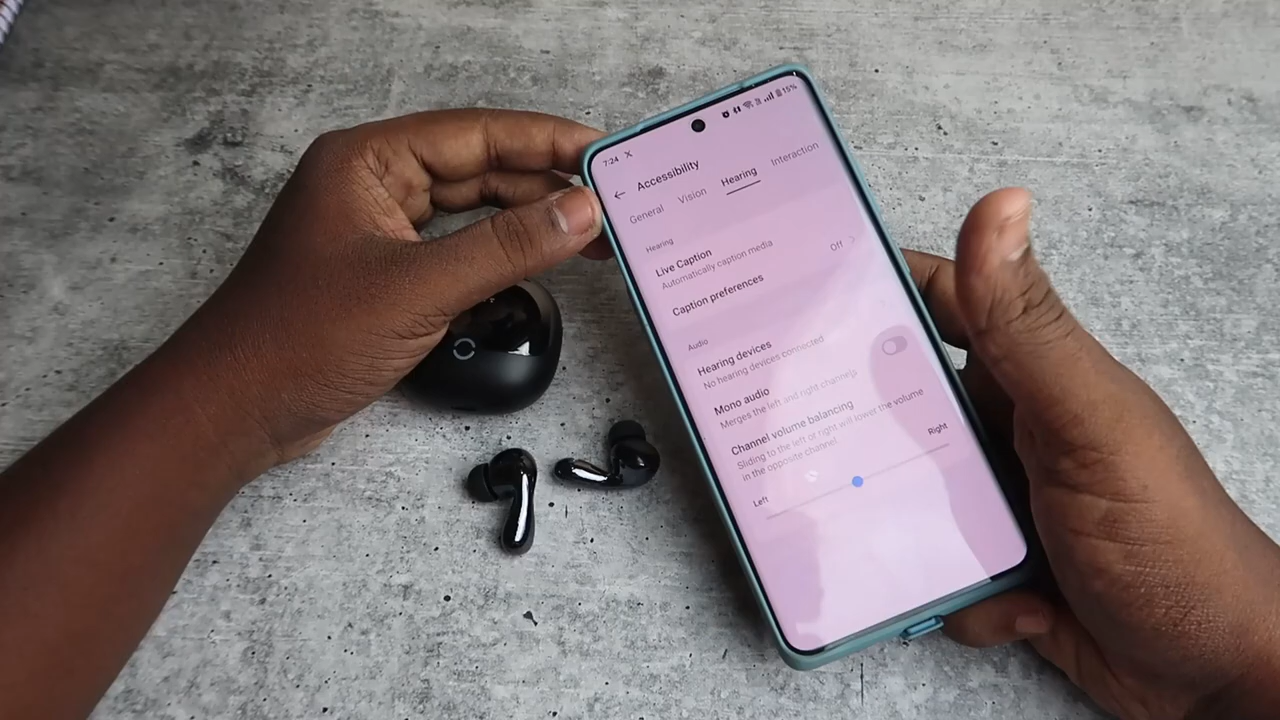 7:24 X 15%
Accessibility
General Vision Hearing Interaction
Hearing
Live Caption
Automatically caption media
Off
Caption preferences
Audio
Hearing devices
No hearing devices connected
Mono audio
Merges the left and right channels
Channel volume balancing
Sliding to the left or right will lower the volume
in the opposite channel
Left Right